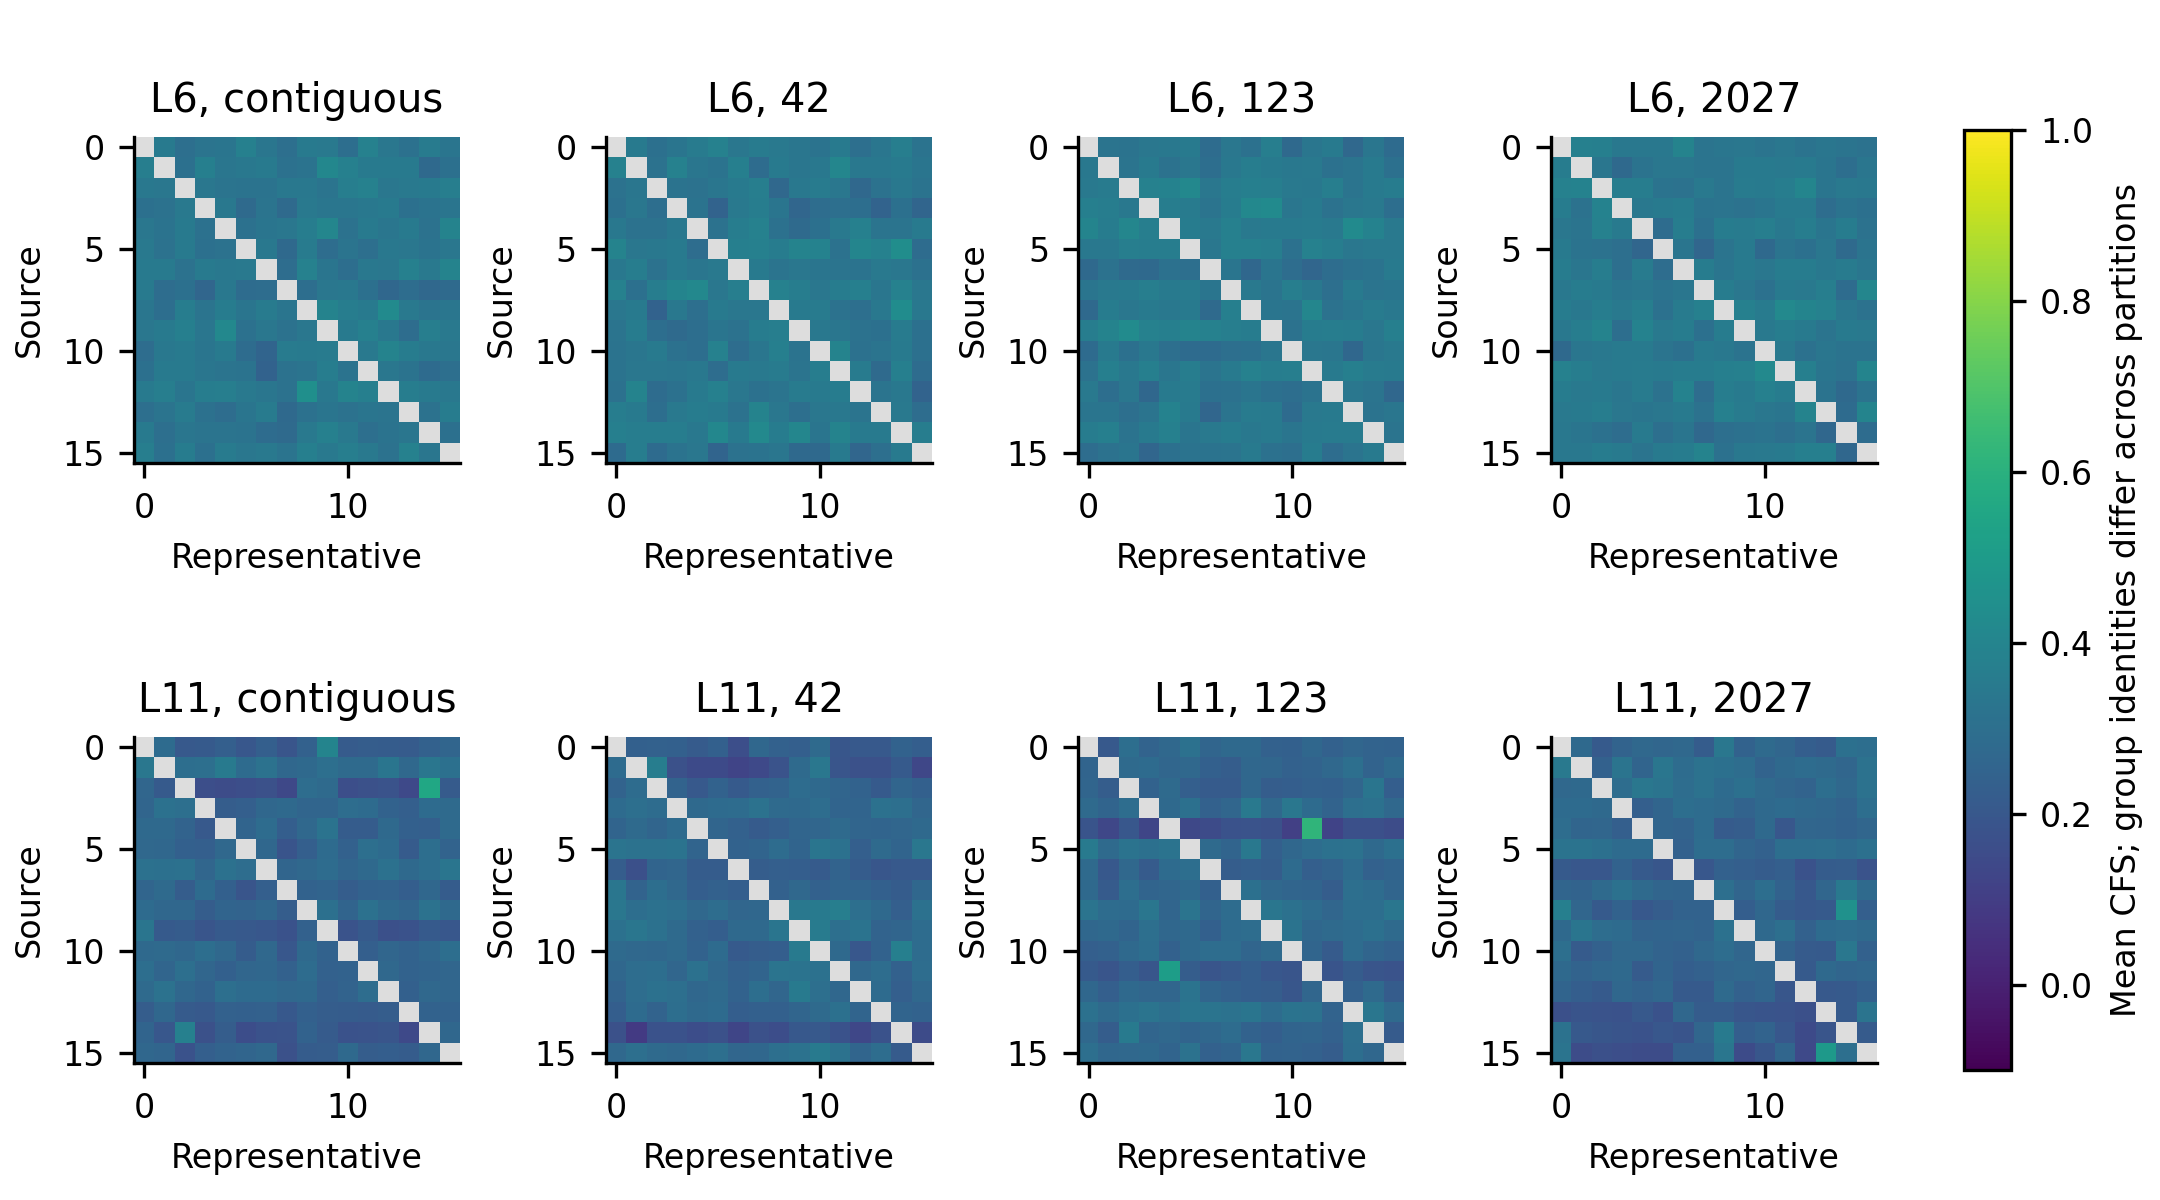 L6, contiguous
L6, 42
L6, 123
L6, 2027
0
5
10
15
Source
0
10
Representative
0
5
10
15
Source
0
10
Representative
0
5
10
15
Source
0
10
Representative
0
5
10
15
Source
0
10
Representative
L11, contiguous
L11, 42
L11, 123
L11, 2027
0
5
10
15
Source
0
10
Representative
0
5
10
15
Source
0
10
Representative
0
5
10
15
Source
0
10
Representative
0
5
10
15
Source
0
10
Representative
1.0
0.8
0.6
0.4
0.2
0.0
Mean CFS; group identities differ across partitions